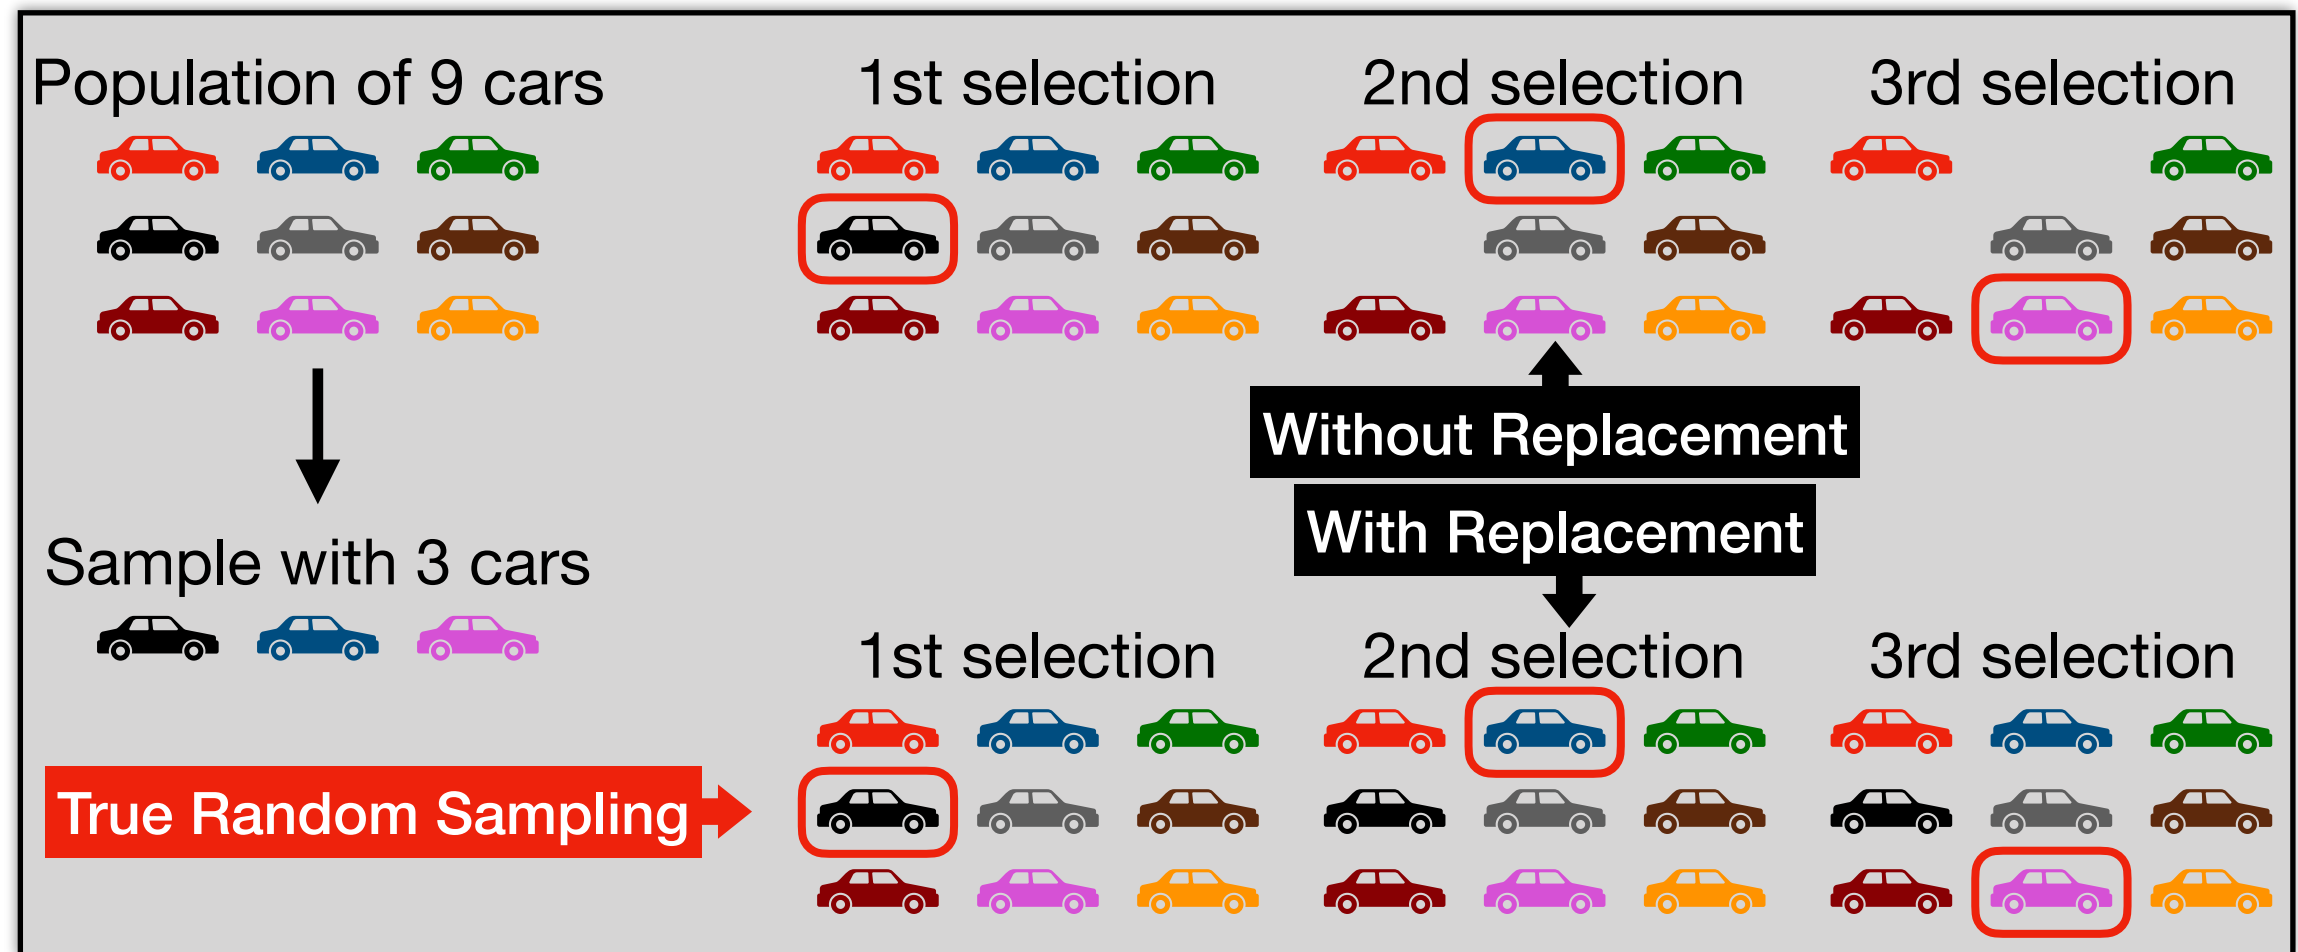 Population of 9 cars
1st selection
2nd selection
3rd selection
Without Replacement
With Replacement
Sample with 3 cars
1st selection
2nd selection
3rd selection
True Random Sampling